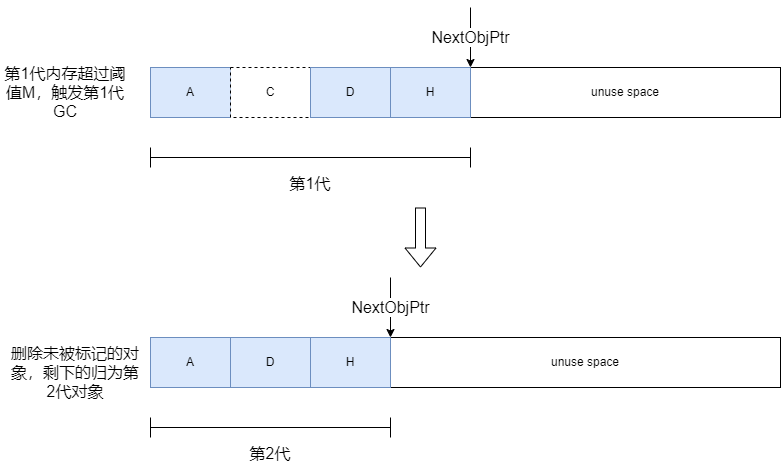 NextObjPtr
第1代内存超过阈
值M，触发第1代
GC
A
C
D
H
unuse space
第1代
NextObjPtr
删除未被标记的对
象，剩下的归为第
2代对象
A
D
H
unuse space
第2代